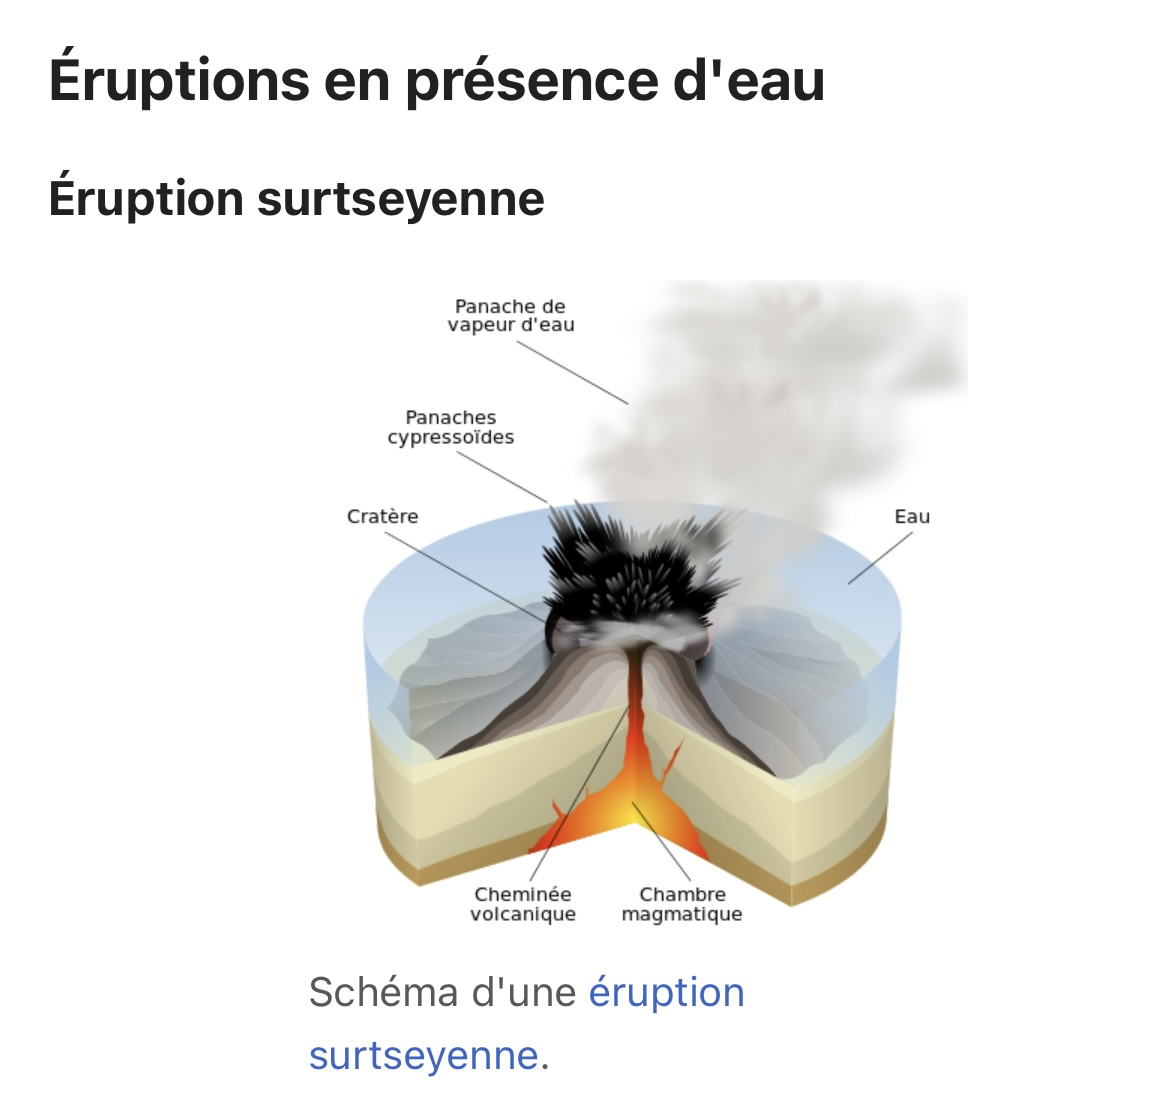 Éruptions en présence d'eau
Éruption surtseyenne
Panache de
vapeur d'eau
Panaches
cypressoïdes
Cratère
Eau
Cheminée
volcanique
Chambre
magmatique
Schéma d'une éruption
surtseyenne.